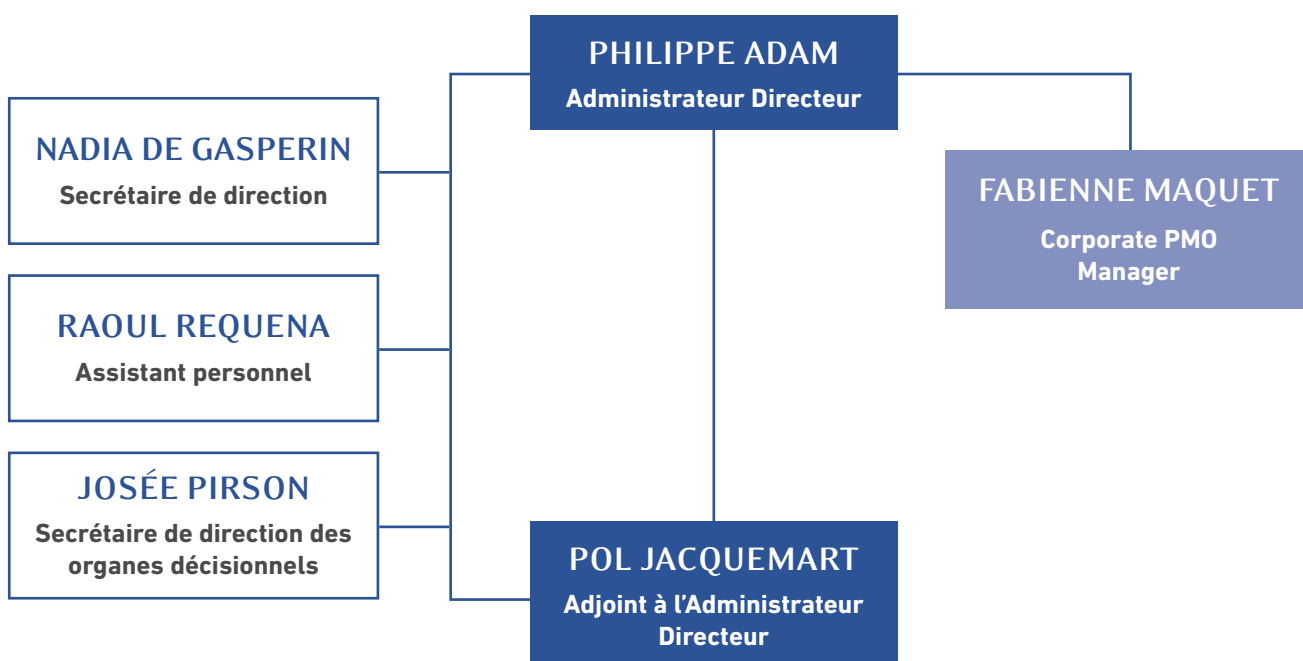 PHILIPPE ADAM
Administrateur Directeur
NADIA DE GASPERIN
Secrétaire de direction
FABIENNE MAQUET
Corporate PMO
Manager
RAOUL REQUENA
Assistant personnel
JOSÉE PIRSON
Secrétaire de direction des
organes décisionnels
POL JACQUEMART
Adjoint à l’Administrateur
Directeur